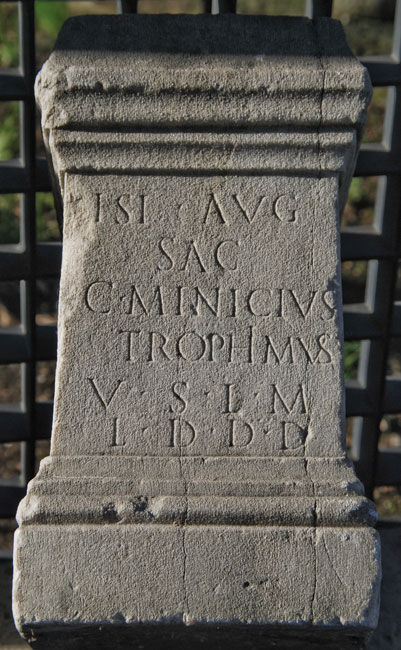 ISI · AVG
SAC
C·MINICIVS
TROPHIMVS
V · S · L · M
L · D · D · D